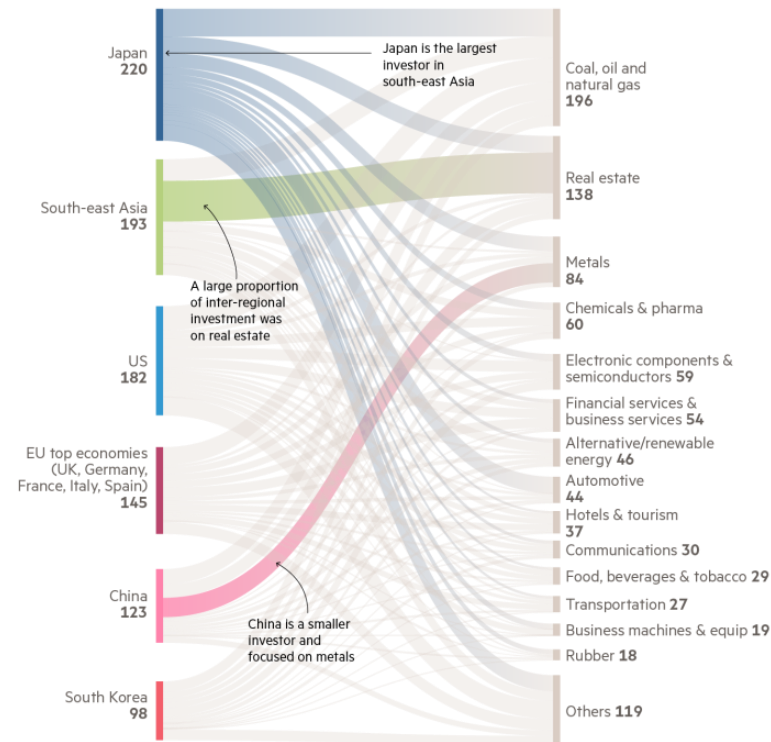 Japan
220
South-east Asia
193
US
182
EU top economies
(UK, Germany,
France, Italy, Spain)
145
China
123
South Korea
98
Japan is the largest
investor in
south-east Asia
A large proportion
of inter-regional
investment was
on real estate
China is a smaller
investor and
focused on metals
Coal, oil and
natural gas
196
Real estate
138
Metals
84
Chemicals & pharma
60
Electronic components &
semiconductors 59
Financial services &
business services 54
Alternative/renewable
energy 46
Automotive
44
Hotels & tourism
37
Communications 30
Food, beverages & tobacco 29
Transportation 27
Business machines & equip 19
Rubber 18
Others 119